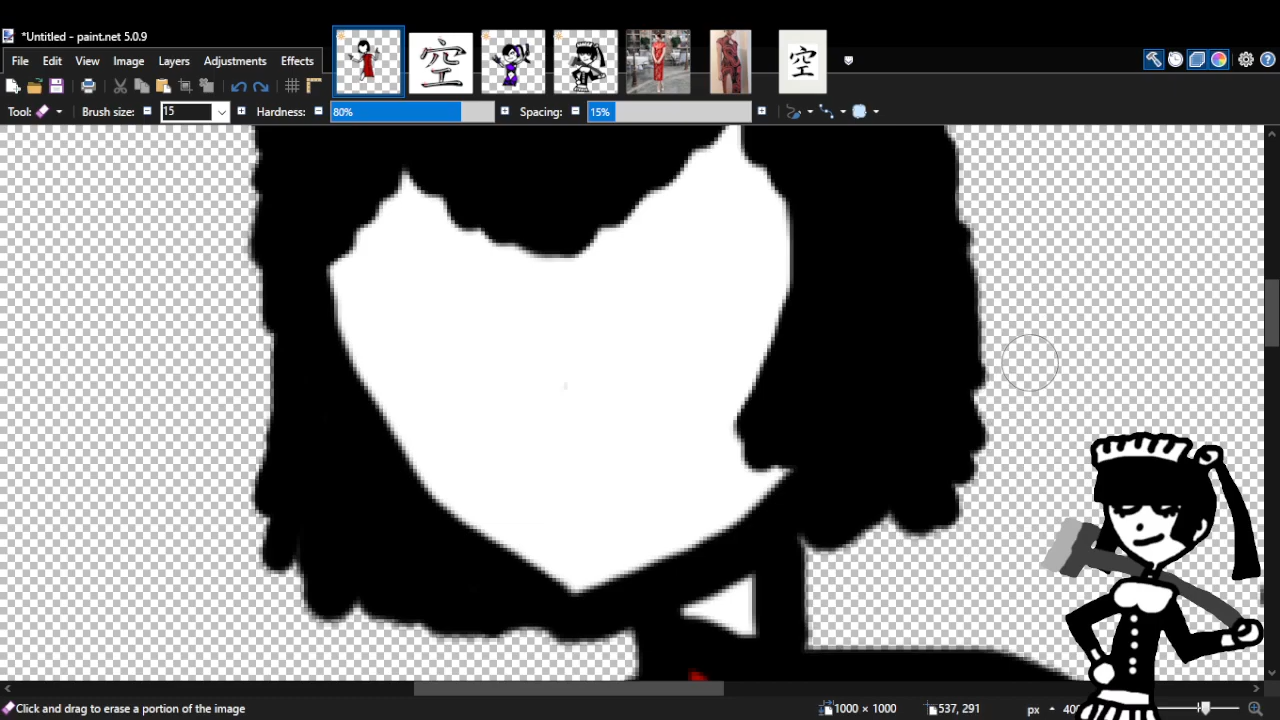 *Untitled - paint.net 5.0.9
File Edit View Image Layers Adjustments Effects
空
空
Tool: Brush size: 15 Hardness: 80% Spacing: 15%
Click and drag to erase a portion of the image
1000 × 1000
537, 291
px